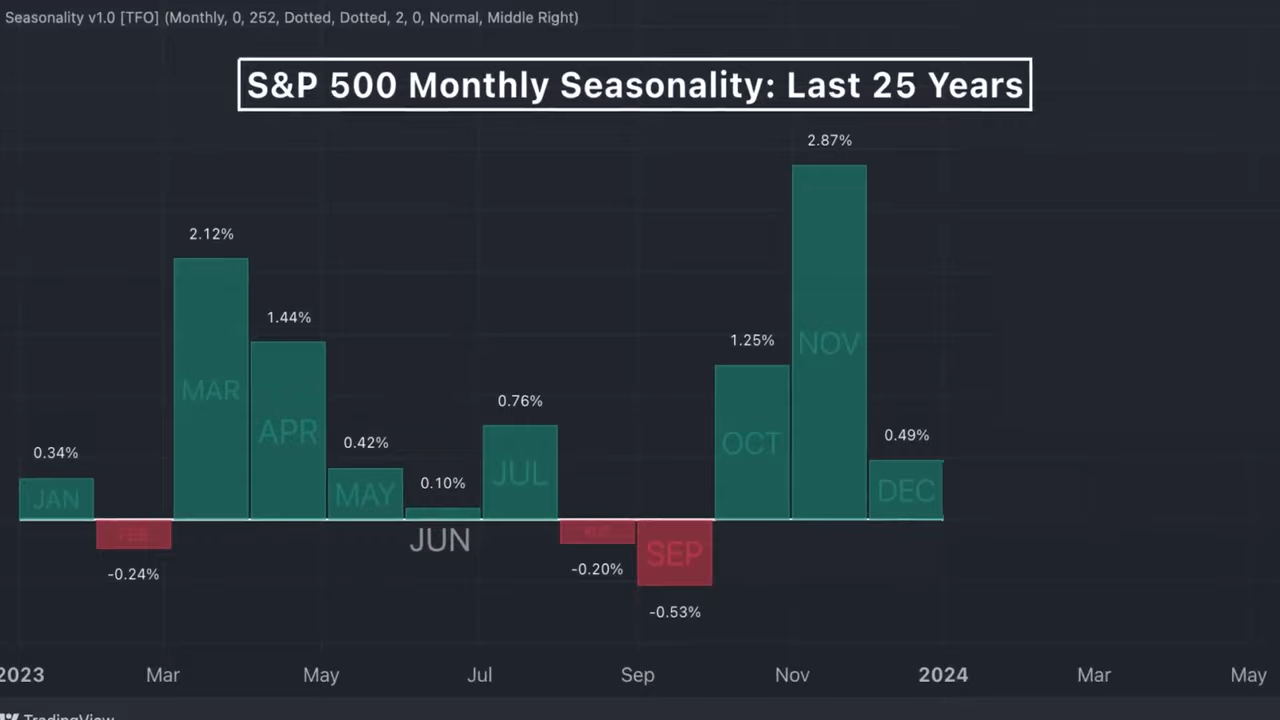 Seasonality v1.0 [TFO] (Monthly, 0, 252, Dotted, Dotted, 2, 0, Normal, Middle Right)
S&P 500 Monthly Seasonality: Last 25 Years
2.87%
2.12%
1.44%
1.25%
0.76%
0.34%
0.42%
0.10%
0.49%
MAR
APR
NOV
OCT
JAN
MAY
JUL
DEC
FEB
JUN
AUG
SEP
-0.24%
-0.20%
-0.53%
2023 Mar May Jul Sep Nov 2024 Mar May
TradingView